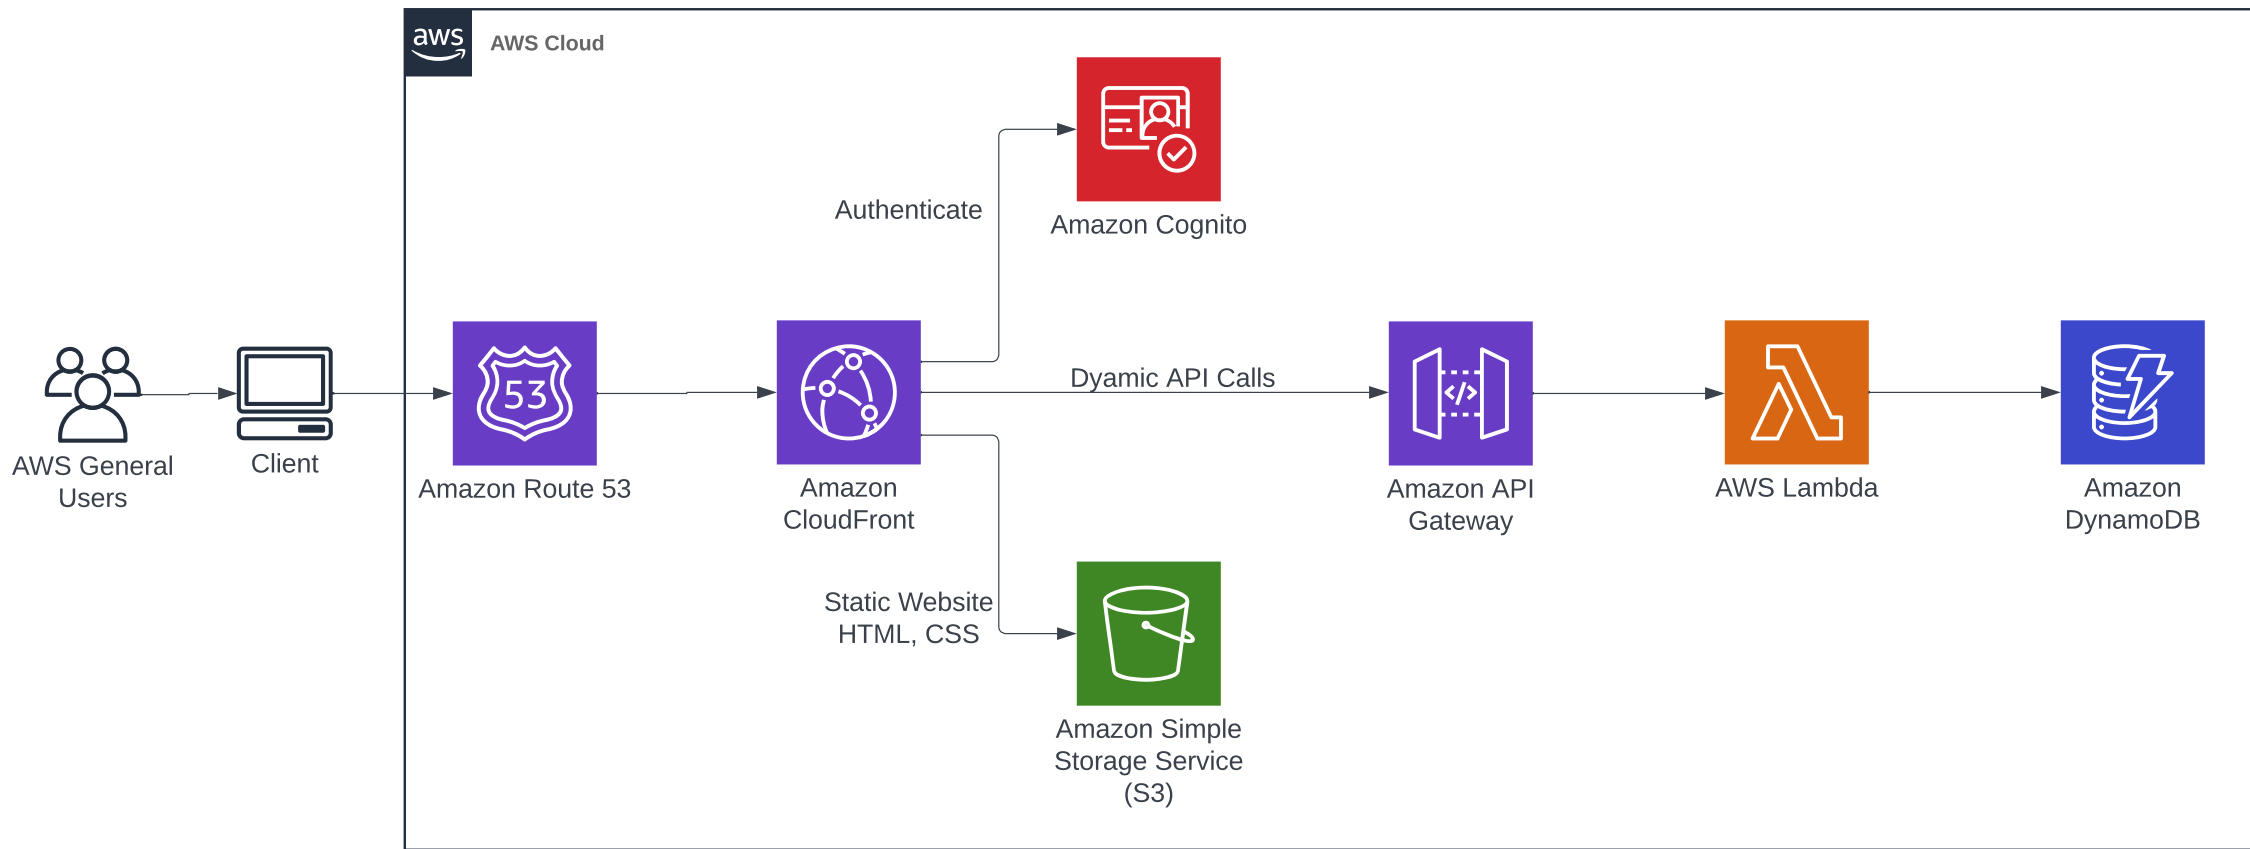 aws
AWS Cloud
Amazon Cognito
Authenticate
AWS General
Users
Client
53
Amazon Route 53
Amazon
CloudFront
Dyamic API Calls
</>
Amazon API
Gateway
AWS Lambda
Amazon
DynamoDB
Static Website
HTML, CSS
Amazon Simple
Storage Service
(S3)